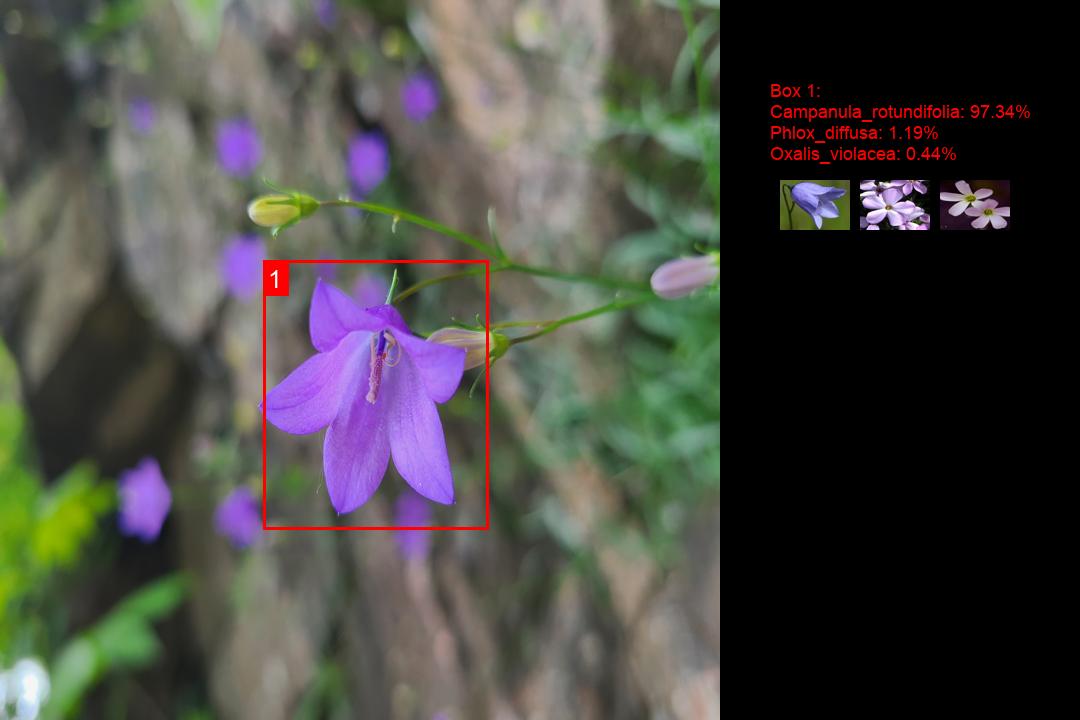 1
Box 1:
Campanula_rotundifolia: 97.34%
Phlox_diffusa: 1.19%
Oxalis_violacea: 0.44%